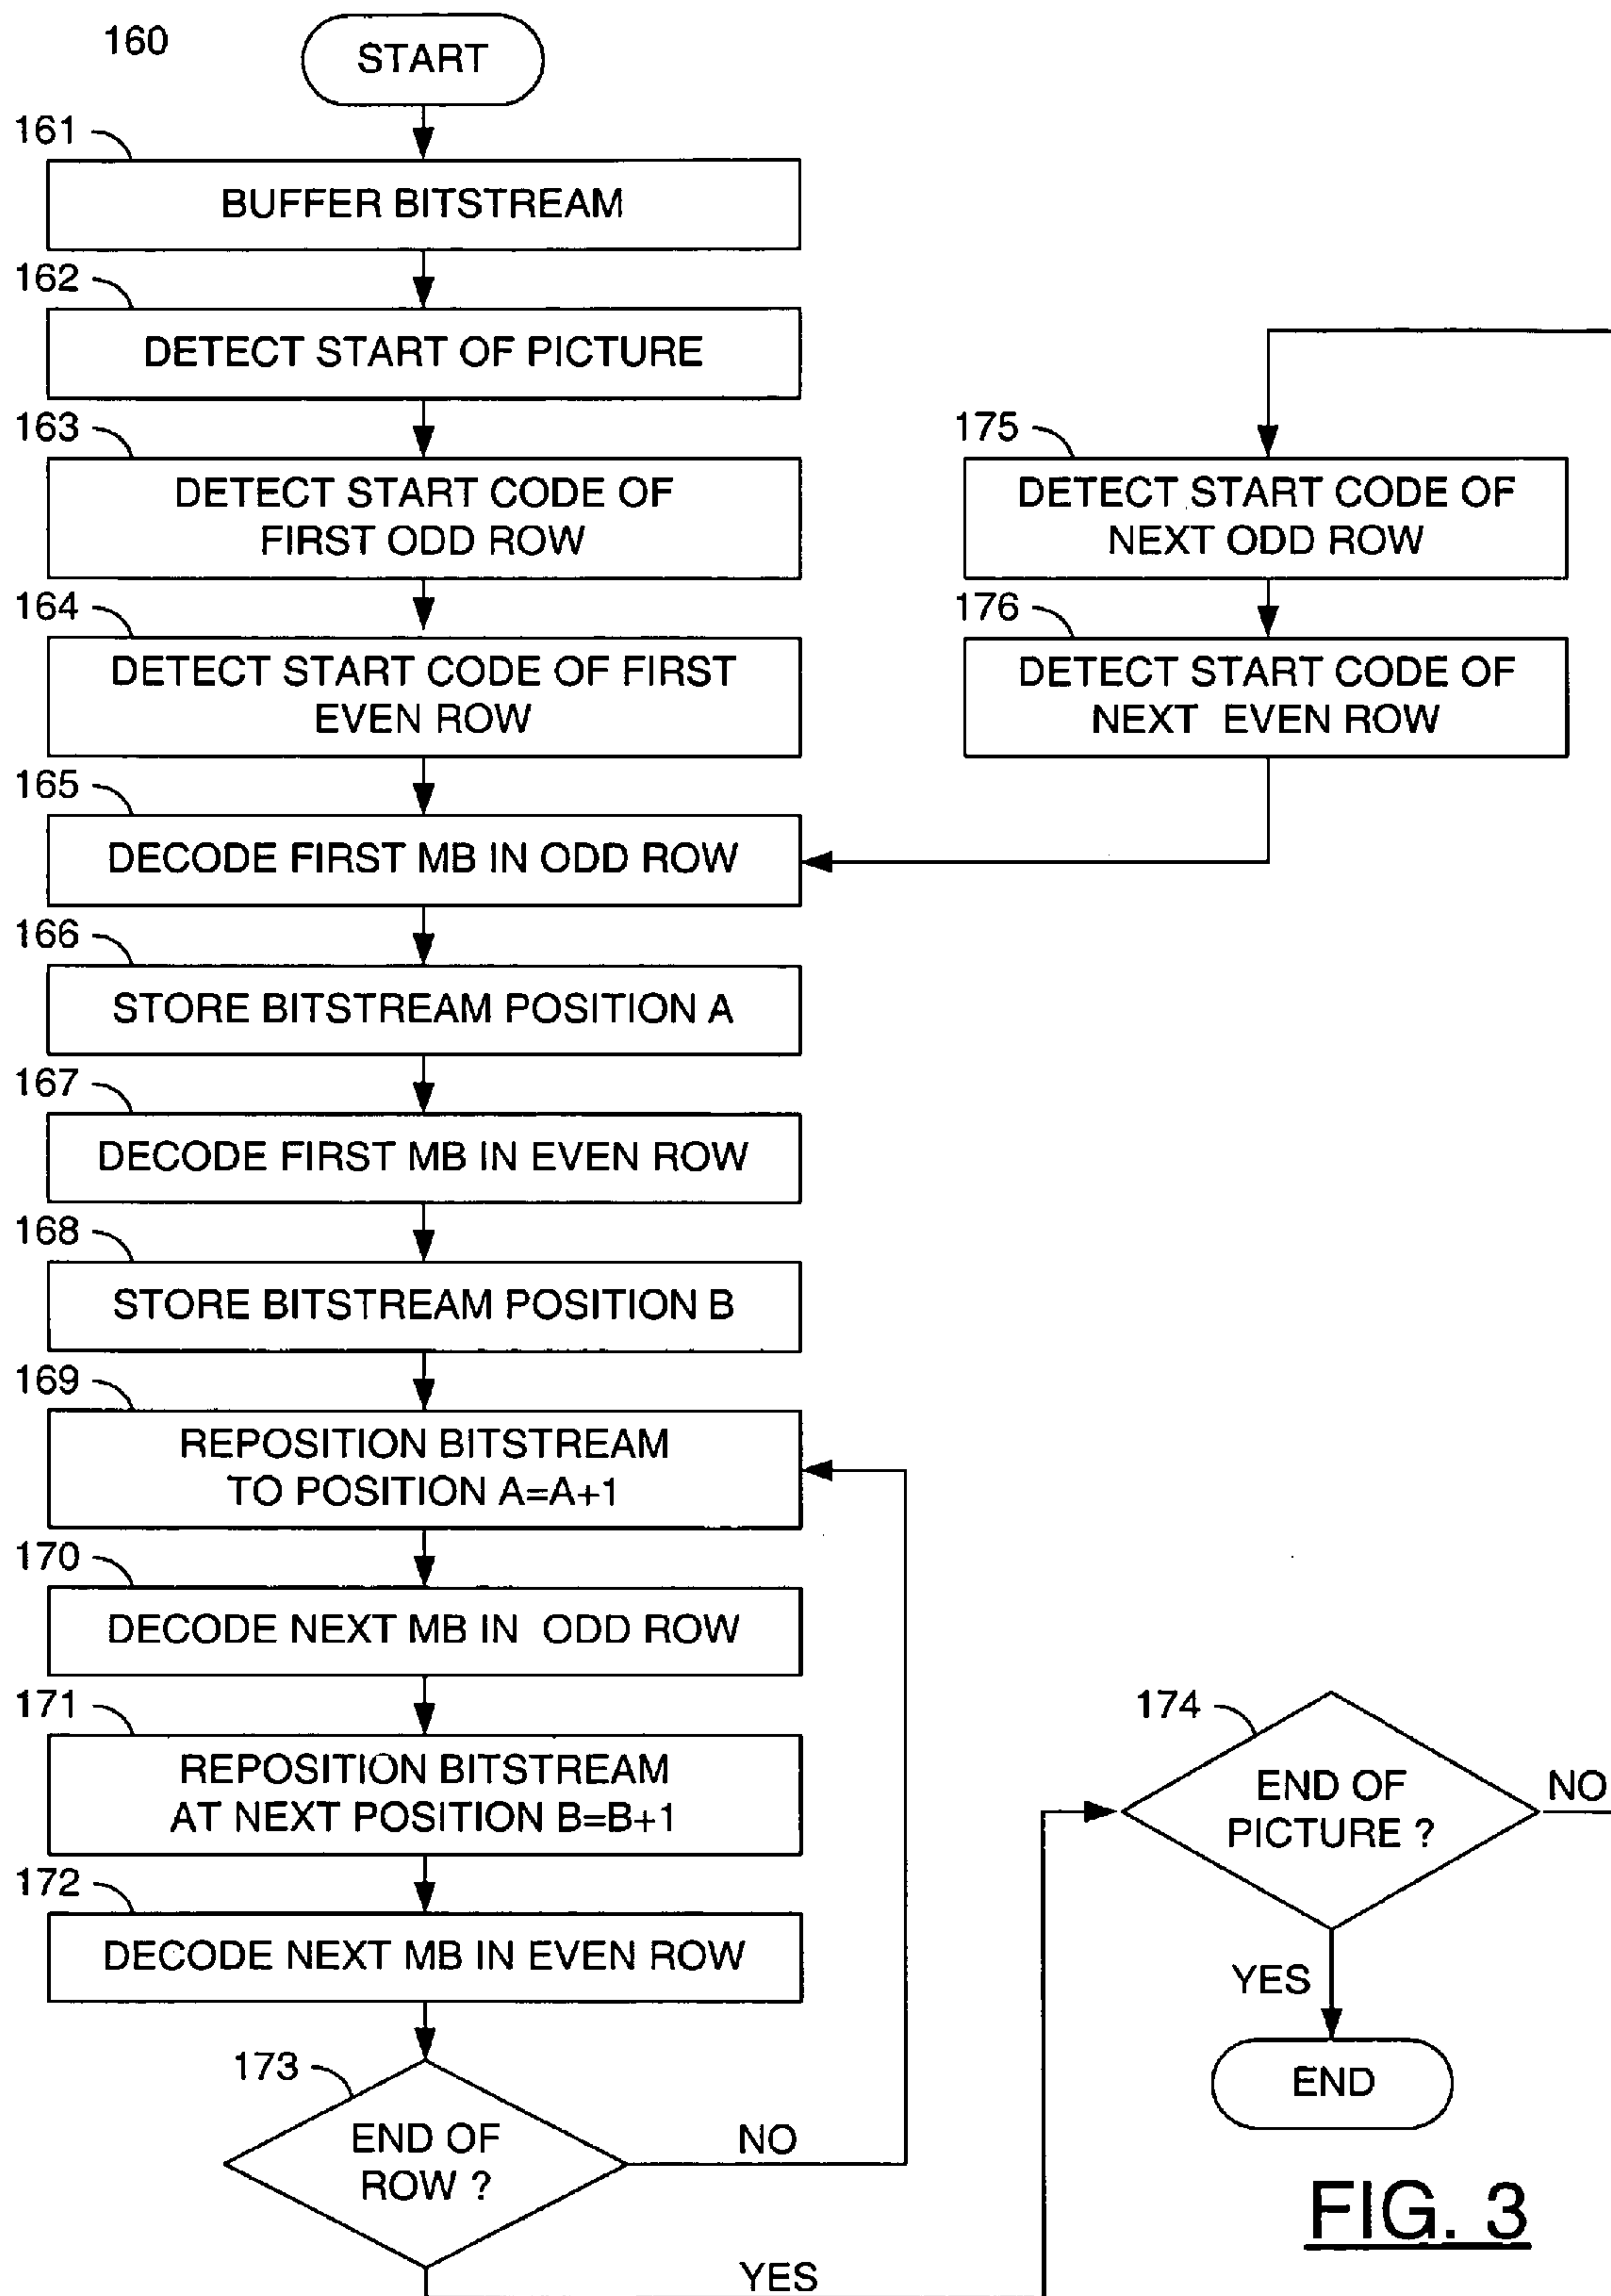 160
START
161
BUFFER BITSTREAM
162
DETECT START OF PICTURE
163
DETECT START CODE OF
FIRST ODD ROW
164
DETECT START CODE OF FIRST
EVEN ROW
165
DECODE FIRST MB IN ODD ROW
166
STORE BITSTREAM POSITION A
167
DECODE FIRST MB IN EVEN ROW
168
STORE BITSTREAM POSITION B
169
REPOSITION BITSTREAM
TO POSITION A=A+1
170
DECODE NEXT MB IN ODD ROW
171
REPOSITION BITSTREAM
AT NEXT POSITION B=B+1
172
DECODE NEXT MB IN EVEN ROW
173
END OF
ROW ?
NO
YES
174
END OF
PICTURE ?
NO
YES
END
175
DETECT START CODE OF
NEXT ODD ROW
176
DETECT START CODE OF
NEXT EVEN ROW
FIG. 3